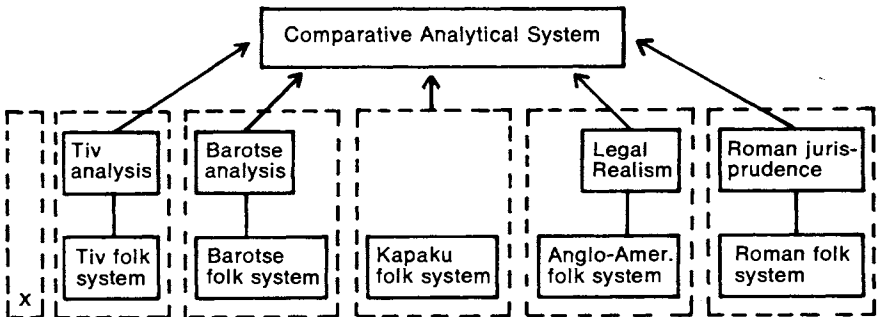 Comparative Analytical System
Tiv
analysis
Barotse
analysis
Legal
Realism
Roman juris-
prudence
x
Tiv folk
system
Barotse
folk system
Kapaku
folk system
Anglo-Amer.
folk system
Roman folk
system